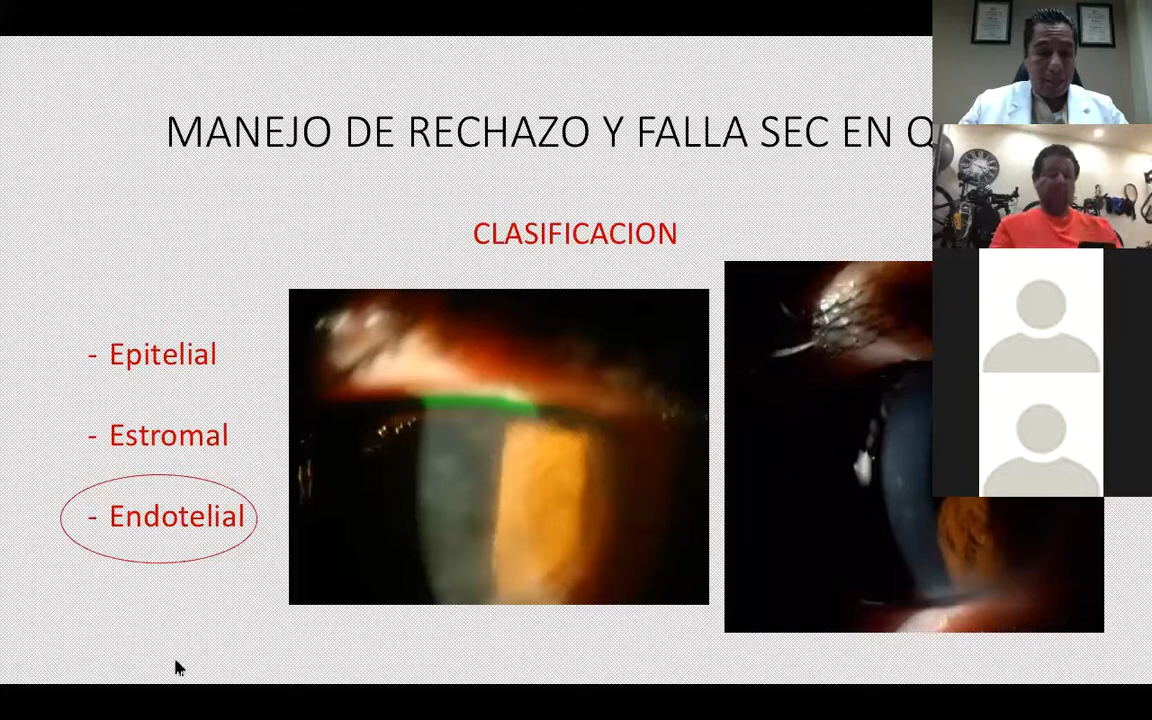 MANEJO DE RECHAZO Y FALLA SEC EN
CLASIFICACION
- Epitelial
- Estromal
- Endotelial